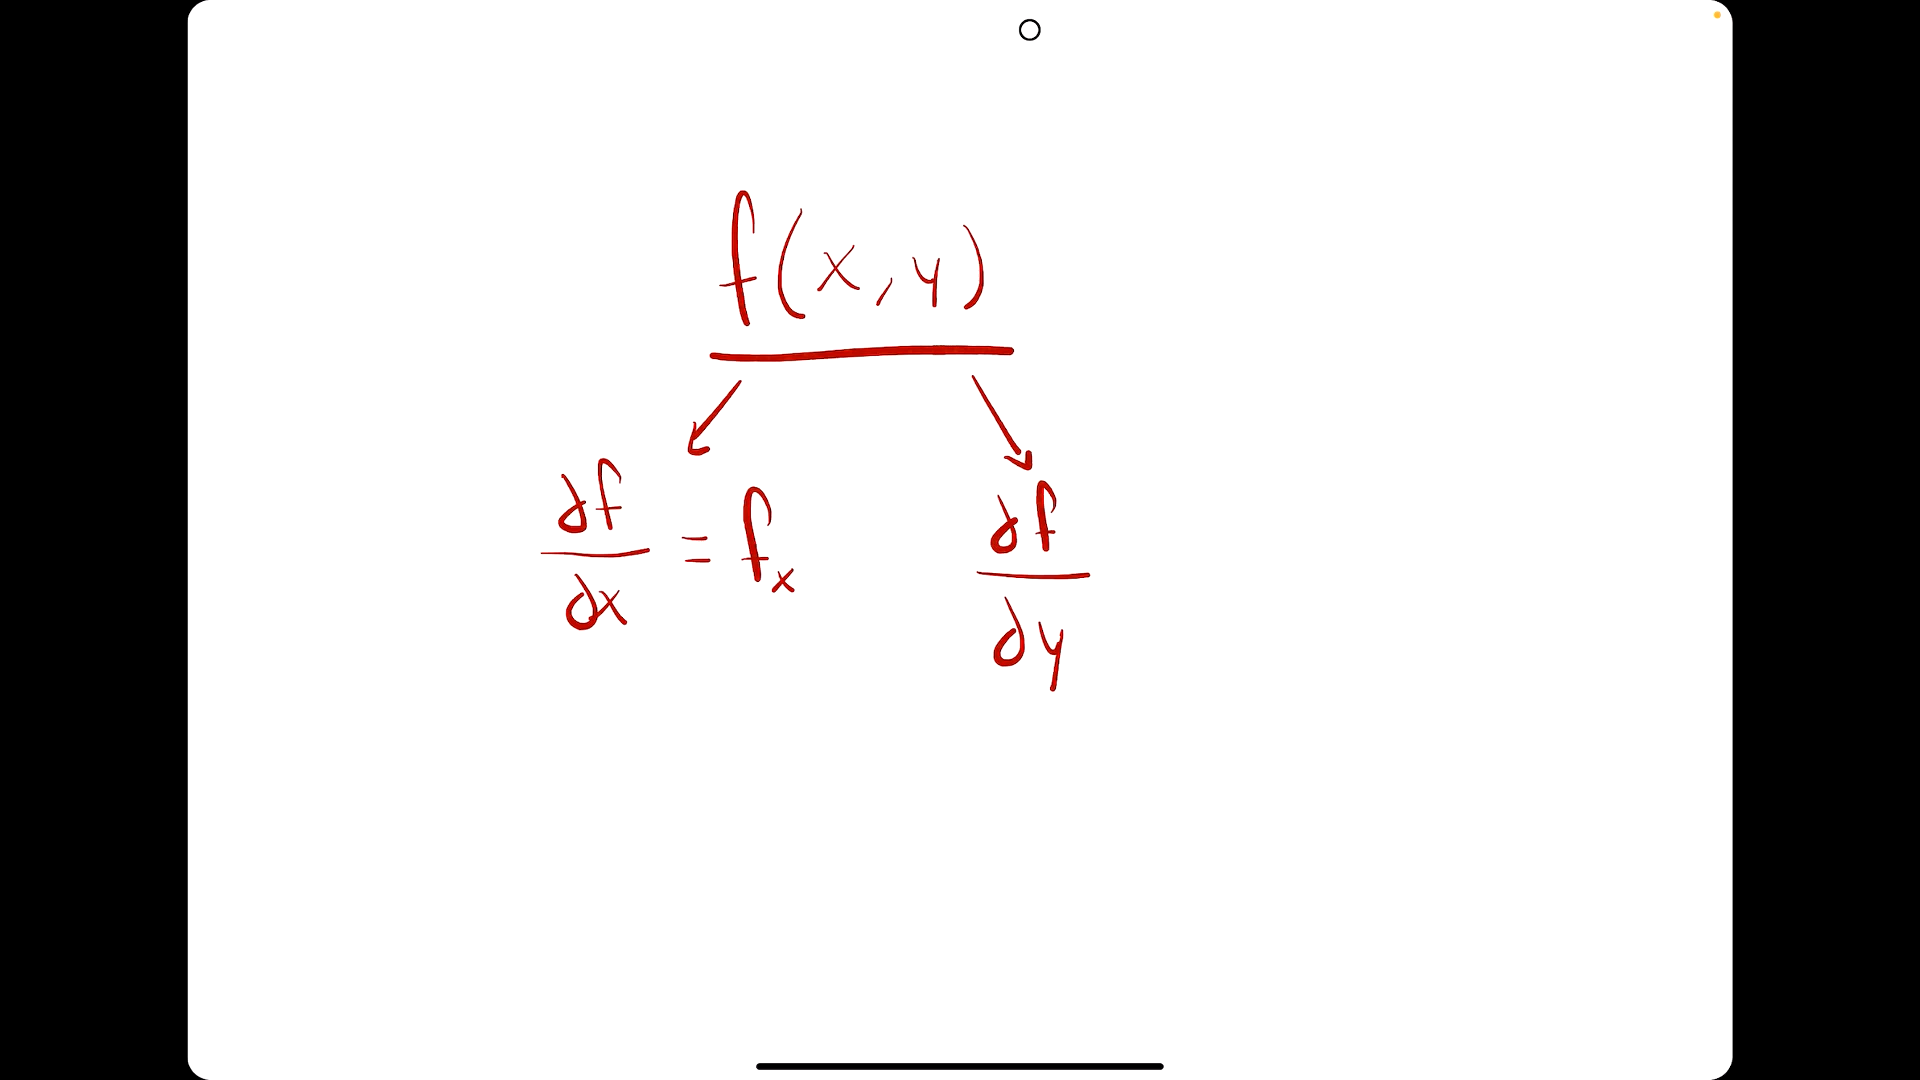 f(x,y)
∂f/∂x = fₓ
∂f/∂y